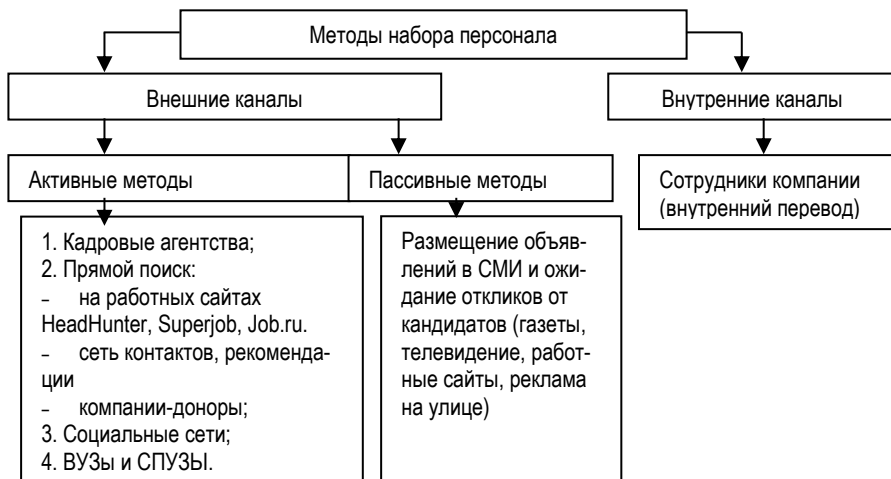 Методы набора персонала
Внешние каналы
Внутренние каналы
Активные методы
Пассивные методы
Сотрудники компании
(внутренний перевод)
1. Кадровые агентства;
2. Прямой поиск:
– на работных сайтах
HeadHunter, Superjob, Job.ru.
– сеть контактов, рекоменда-
ции
– компании-доноры;
3. Социальные сети;
4. ВУЗы и СПУЗЫ.
Размещение объяв-
лений в СМИ и ожи-
дание откликов от
кандидатов (газеты,
телевидение, работ-
ные сайты, реклама
на улице)